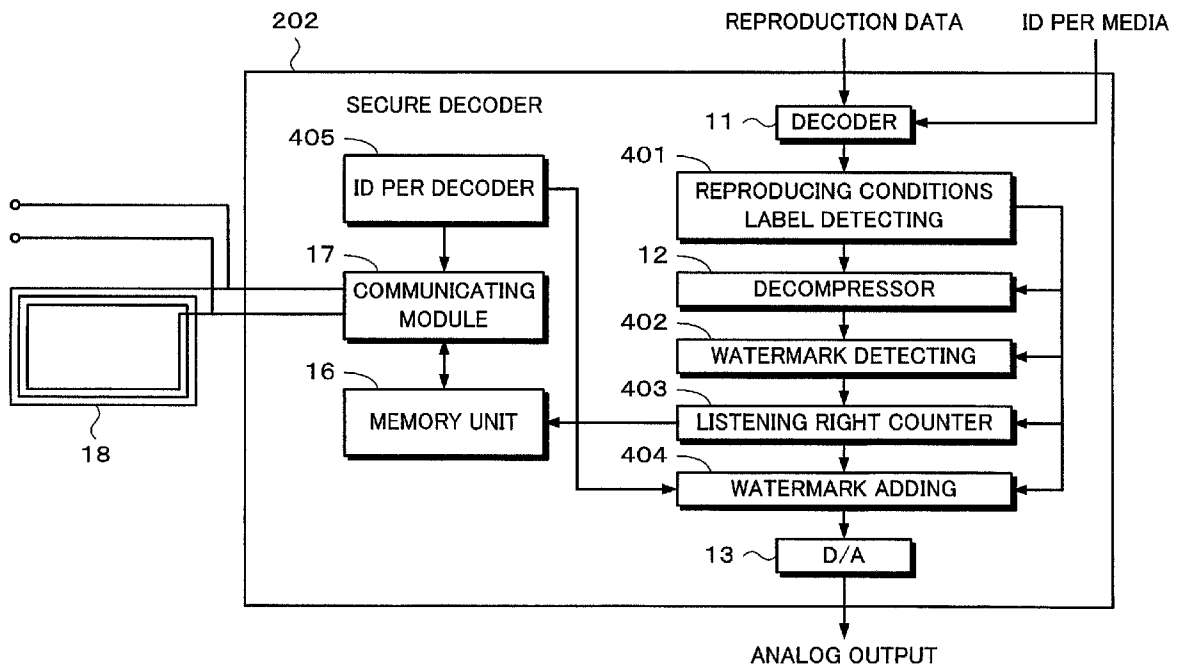 202
REPRODUCTION DATA
ID PER MEDIA
SECURE DECODER
11
DECODER
405
ID PER DECODER
401
REPRODUCING CONDITIONS
LABEL DETECTING
17
COMMUNICATING
MODULE
12
DECOMPRESSOR
402
WATERMARK DETECTING
16
MEMORY UNIT
403
LISTENING RIGHT COUNTER
18
404
WATERMARK ADDING
13
D/A
ANALOG OUTPUT